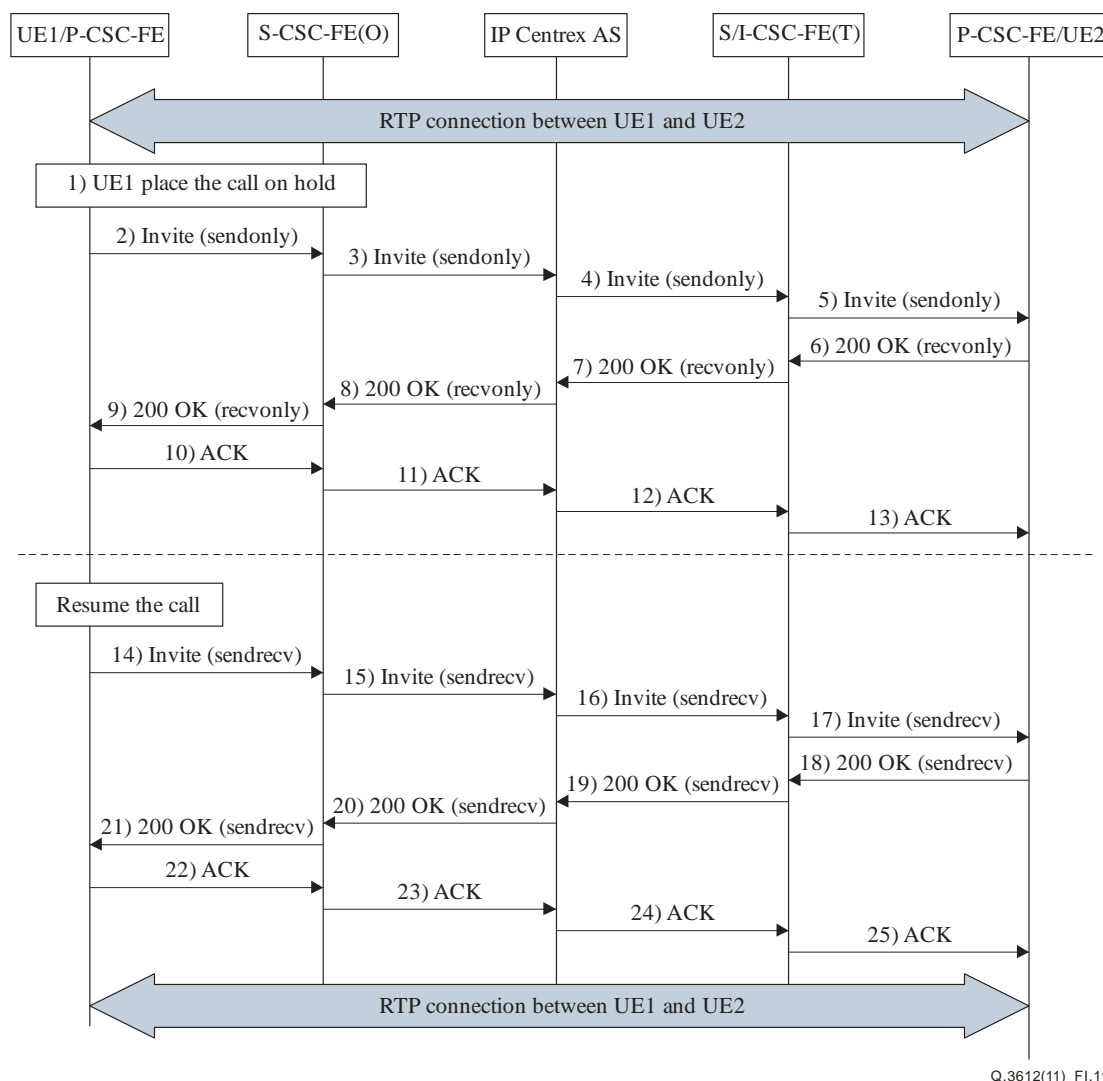 UE1/P-CSC-FE
S-CSC-FE(O)
IP Centrex AS
S/I-CSC-FE(T)
P-CSC-FE/UE2
RTP connection between UE1 and UE2
1) UE1 place the call on hold
2) Invite (sendonly)
3) Invite (sendonly)
4) Invite (sendonly)
5) Invite (sendonly)
6) 200 OK (recvonly)
7) 200 OK (recvonly)
8) 200 OK (recvonly)
9) 200 OK (recvonly)
10) ACK
11) ACK
12) ACK
13) ACK
Resume the call
14) Invite (sendrecv)
15) Invite (sendrecv)
16) Invite (sendrecv)
17) Invite (sendrecv)
18) 200 OK (sendrecv)
19) 200 OK (sendrecv)
20) 200 OK (sendrecv)
21) 200 OK (sendrecv)
22) ACK
23) ACK
24) ACK
25) ACK
RTP connection between UE1 and UE2